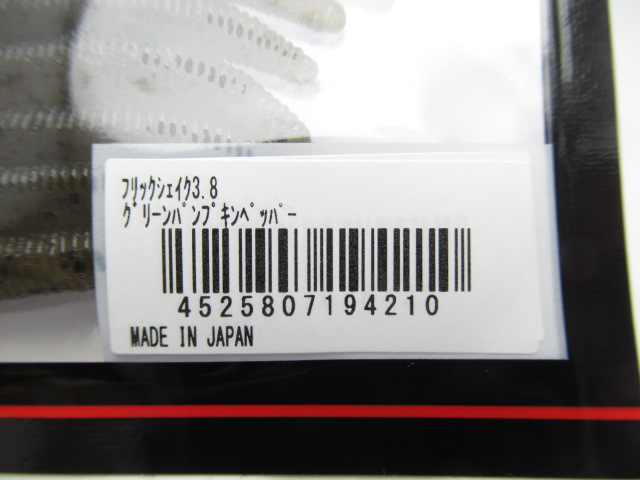 ﾌﾘｯｸｼｪｲｸ3.8
ｸﾞﾘｰﾝﾊﾟﾝﾌﾟｷﾝﾍﾟｯﾊﾟｰ
4525807194210
MADE IN JAPAN